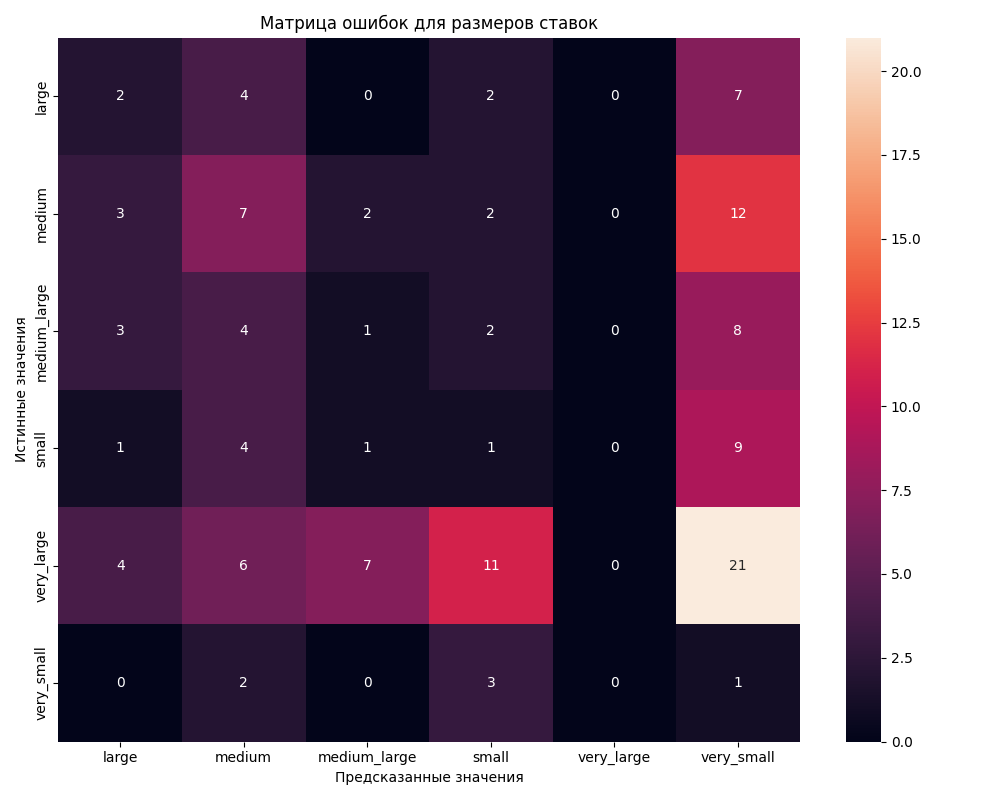 Матрица ошибок для размеров ставок
large 2 4 0 2 0 7
medium 3 7 2 2 0 12
medium_large 3 4 1 2 0 8
small 1 4 1 1 0 9
very_large 4 6 7 11 0 21
very_small 0 2 0 3 0 1
large medium medium_large small very_large very_small
Предсказанные значения
Истинные значения
20.0
17.5
15.0
12.5
10.0
7.5
5.0
2.5
0.0